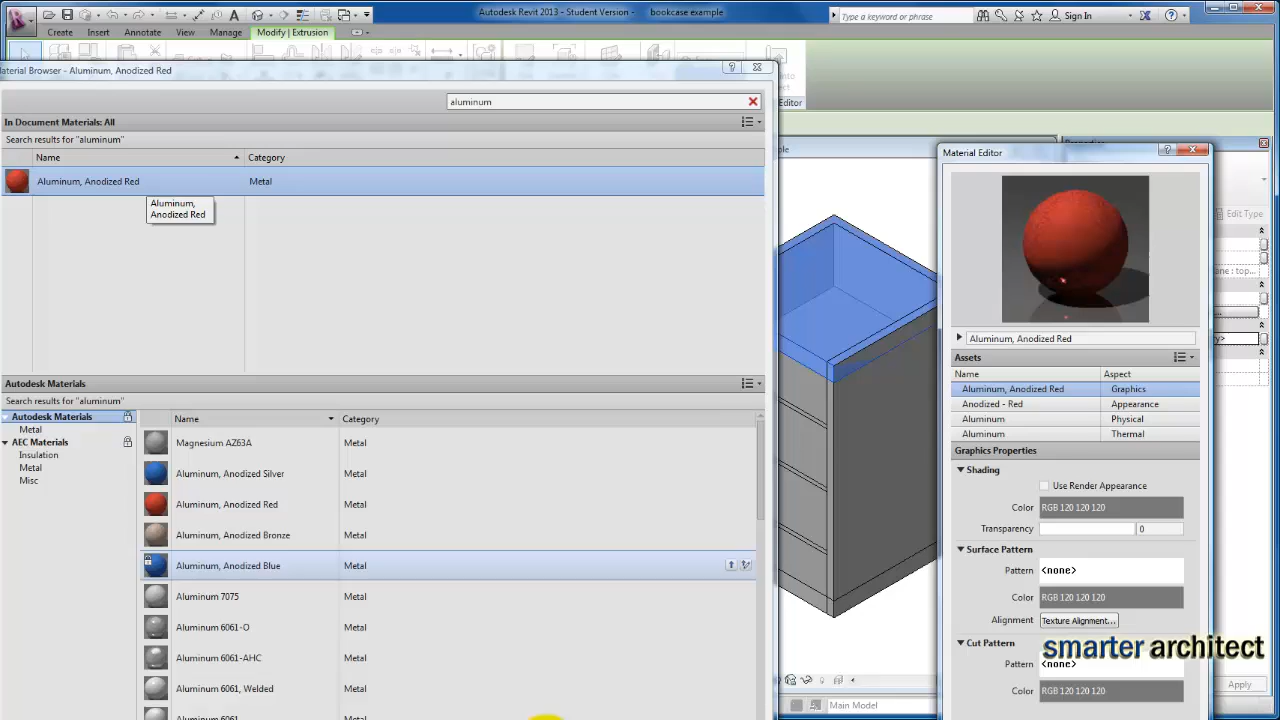 Autodesk Revit 2013 - Student Version -
bookcase example
Type a keyword or phrase
Sign In
Create
Insert
Annotate
View
Manage
Modify | Extrusion
aterial Browser - Aluminum, Anodized Red
aluminum
In Document Materials: All
Search results for "aluminum"
Name
Category
Aluminum, Anodized Red
Metal
Aluminum,
Anodized Red
Autodesk Materials
Search results for "aluminum"
Autodesk Materials
Metal
AEC Materials
Insulation
Metal
Misc
Name
Category
Magnesium AZ63A
Metal
Aluminum, Anodized Silver
Metal
Aluminum, Anodized Red
Metal
Aluminum, Anodized Bronze
Metal
Aluminum, Anodized Blue
Metal
Aluminum 7075
Metal
Aluminum 6061-O
Metal
Aluminum 6061-AHC
Metal
Aluminum 6061, Welded
Metal
Aluminum 6061
Editor
Material Editor
Aluminum, Anodized Red
Assets
Name
Aspect
Aluminum, Anodized Red
Graphics
Anodized - Red
Appearance
Aluminum
Physical
Aluminum
Thermal
Graphics Properties
Shading
Use Render Appearance
Color
RGB 120 120 120
Transparency
0
Surface Pattern
Pattern
<none>
Color
RGB 120 120 120
Alignment
Texture Alignment...
Cut Pattern
Pattern
<none>
Color
RGB 120 120 120
smarter architect
Edit Type
ane : top...
Apply
Main Model